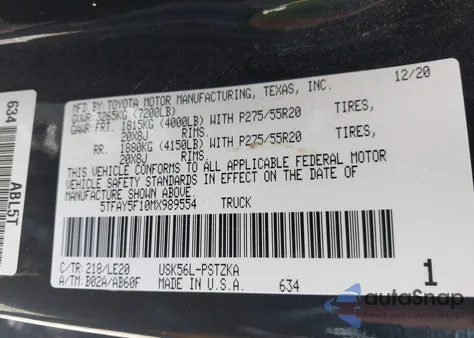 MFD. BY: TOYOTA MOTOR MANUFACTURING, TEXAS, INC. 12/20
GVWR: 3265KG (7200LB)
GAWR: FRT. 1815KG (4000LB) WITH P275/55R20 TIRES,
20X8J RIMS.
RR. 1880KG (4150LB) WITH P275/55R20 TIRES,
20X8J RIMS.
THIS VEHICLE CONFORMS TO ALL APPLICABLE FEDERAL MOTOR
VEHICLE SAFETY STANDARDS IN EFFECT ON THE DATE OF
MANUFACTURE SHOWN ABOVE.
5TFAY5F10MX989554 TRUCK
C/TR: 218/LE20 USK56L-PSTZKA
A/TM: B02A/AB60F MADE IN U.S.A. 634
1
634 ABL5T
autoSnap